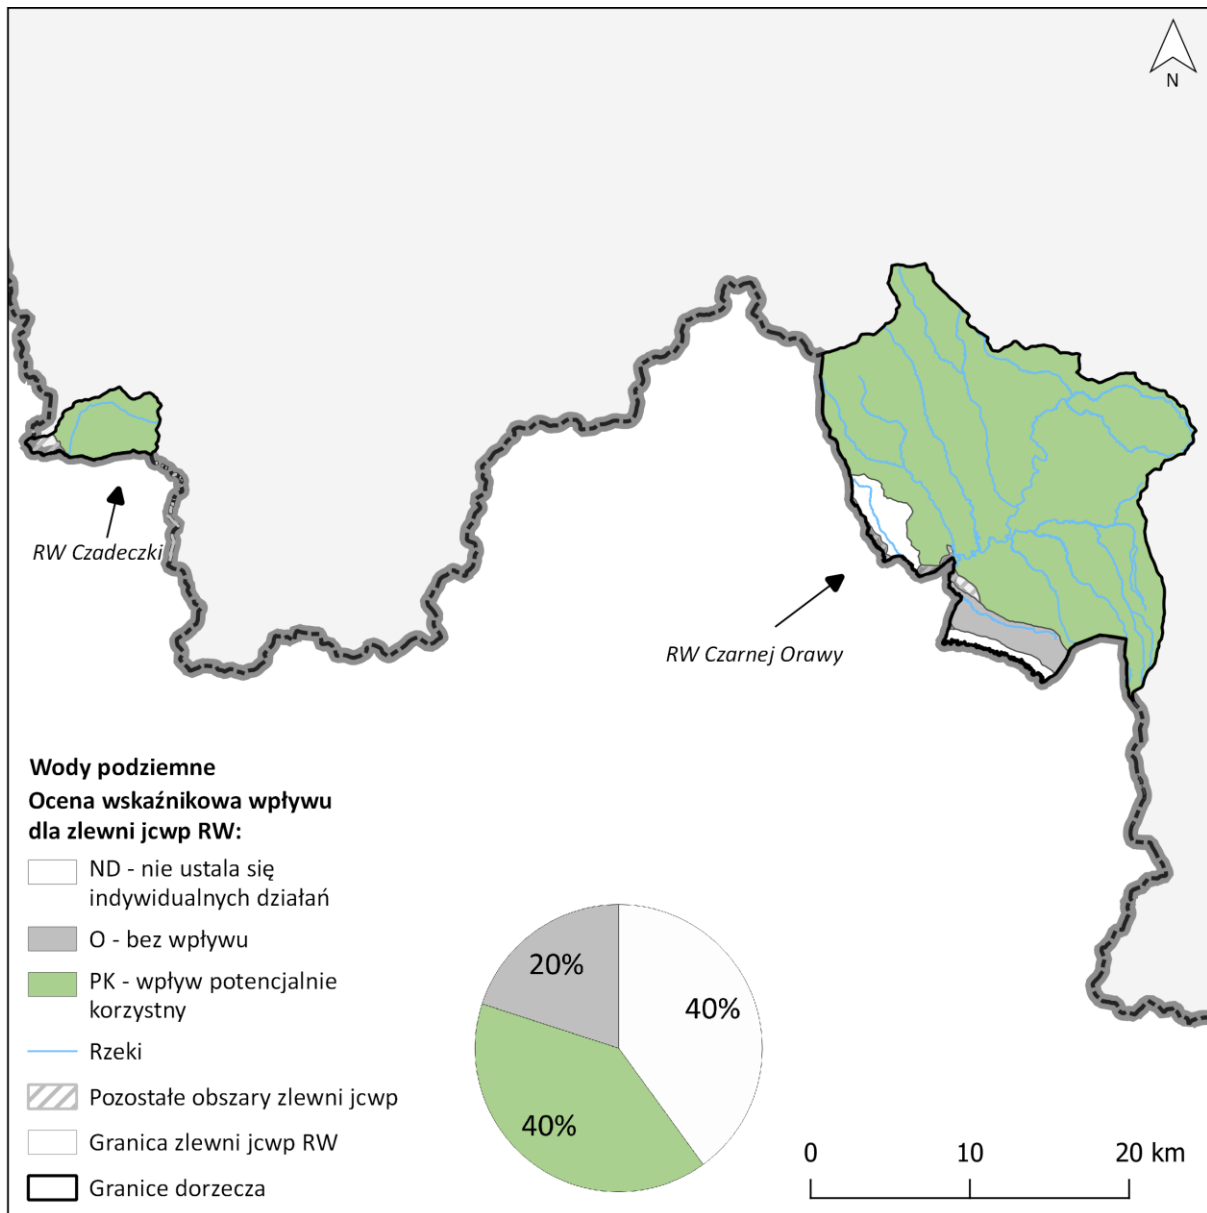 N
RW Czadeczki
RW Czarnej Orawy
Wody podziemne
Ocena wskaźnikowa wpływu
dla zlewni jcwp RW:
ND - nie ustala się
indywidualnych działań
O - bez wpływu
PK - wpływ potencjalnie
korzystny
Rzeki
Pozostałe obszary zlewni jcwp
Granica zlewni jcwp RW
Granice dorzecza
20%
40%
40%
0 10 20 km